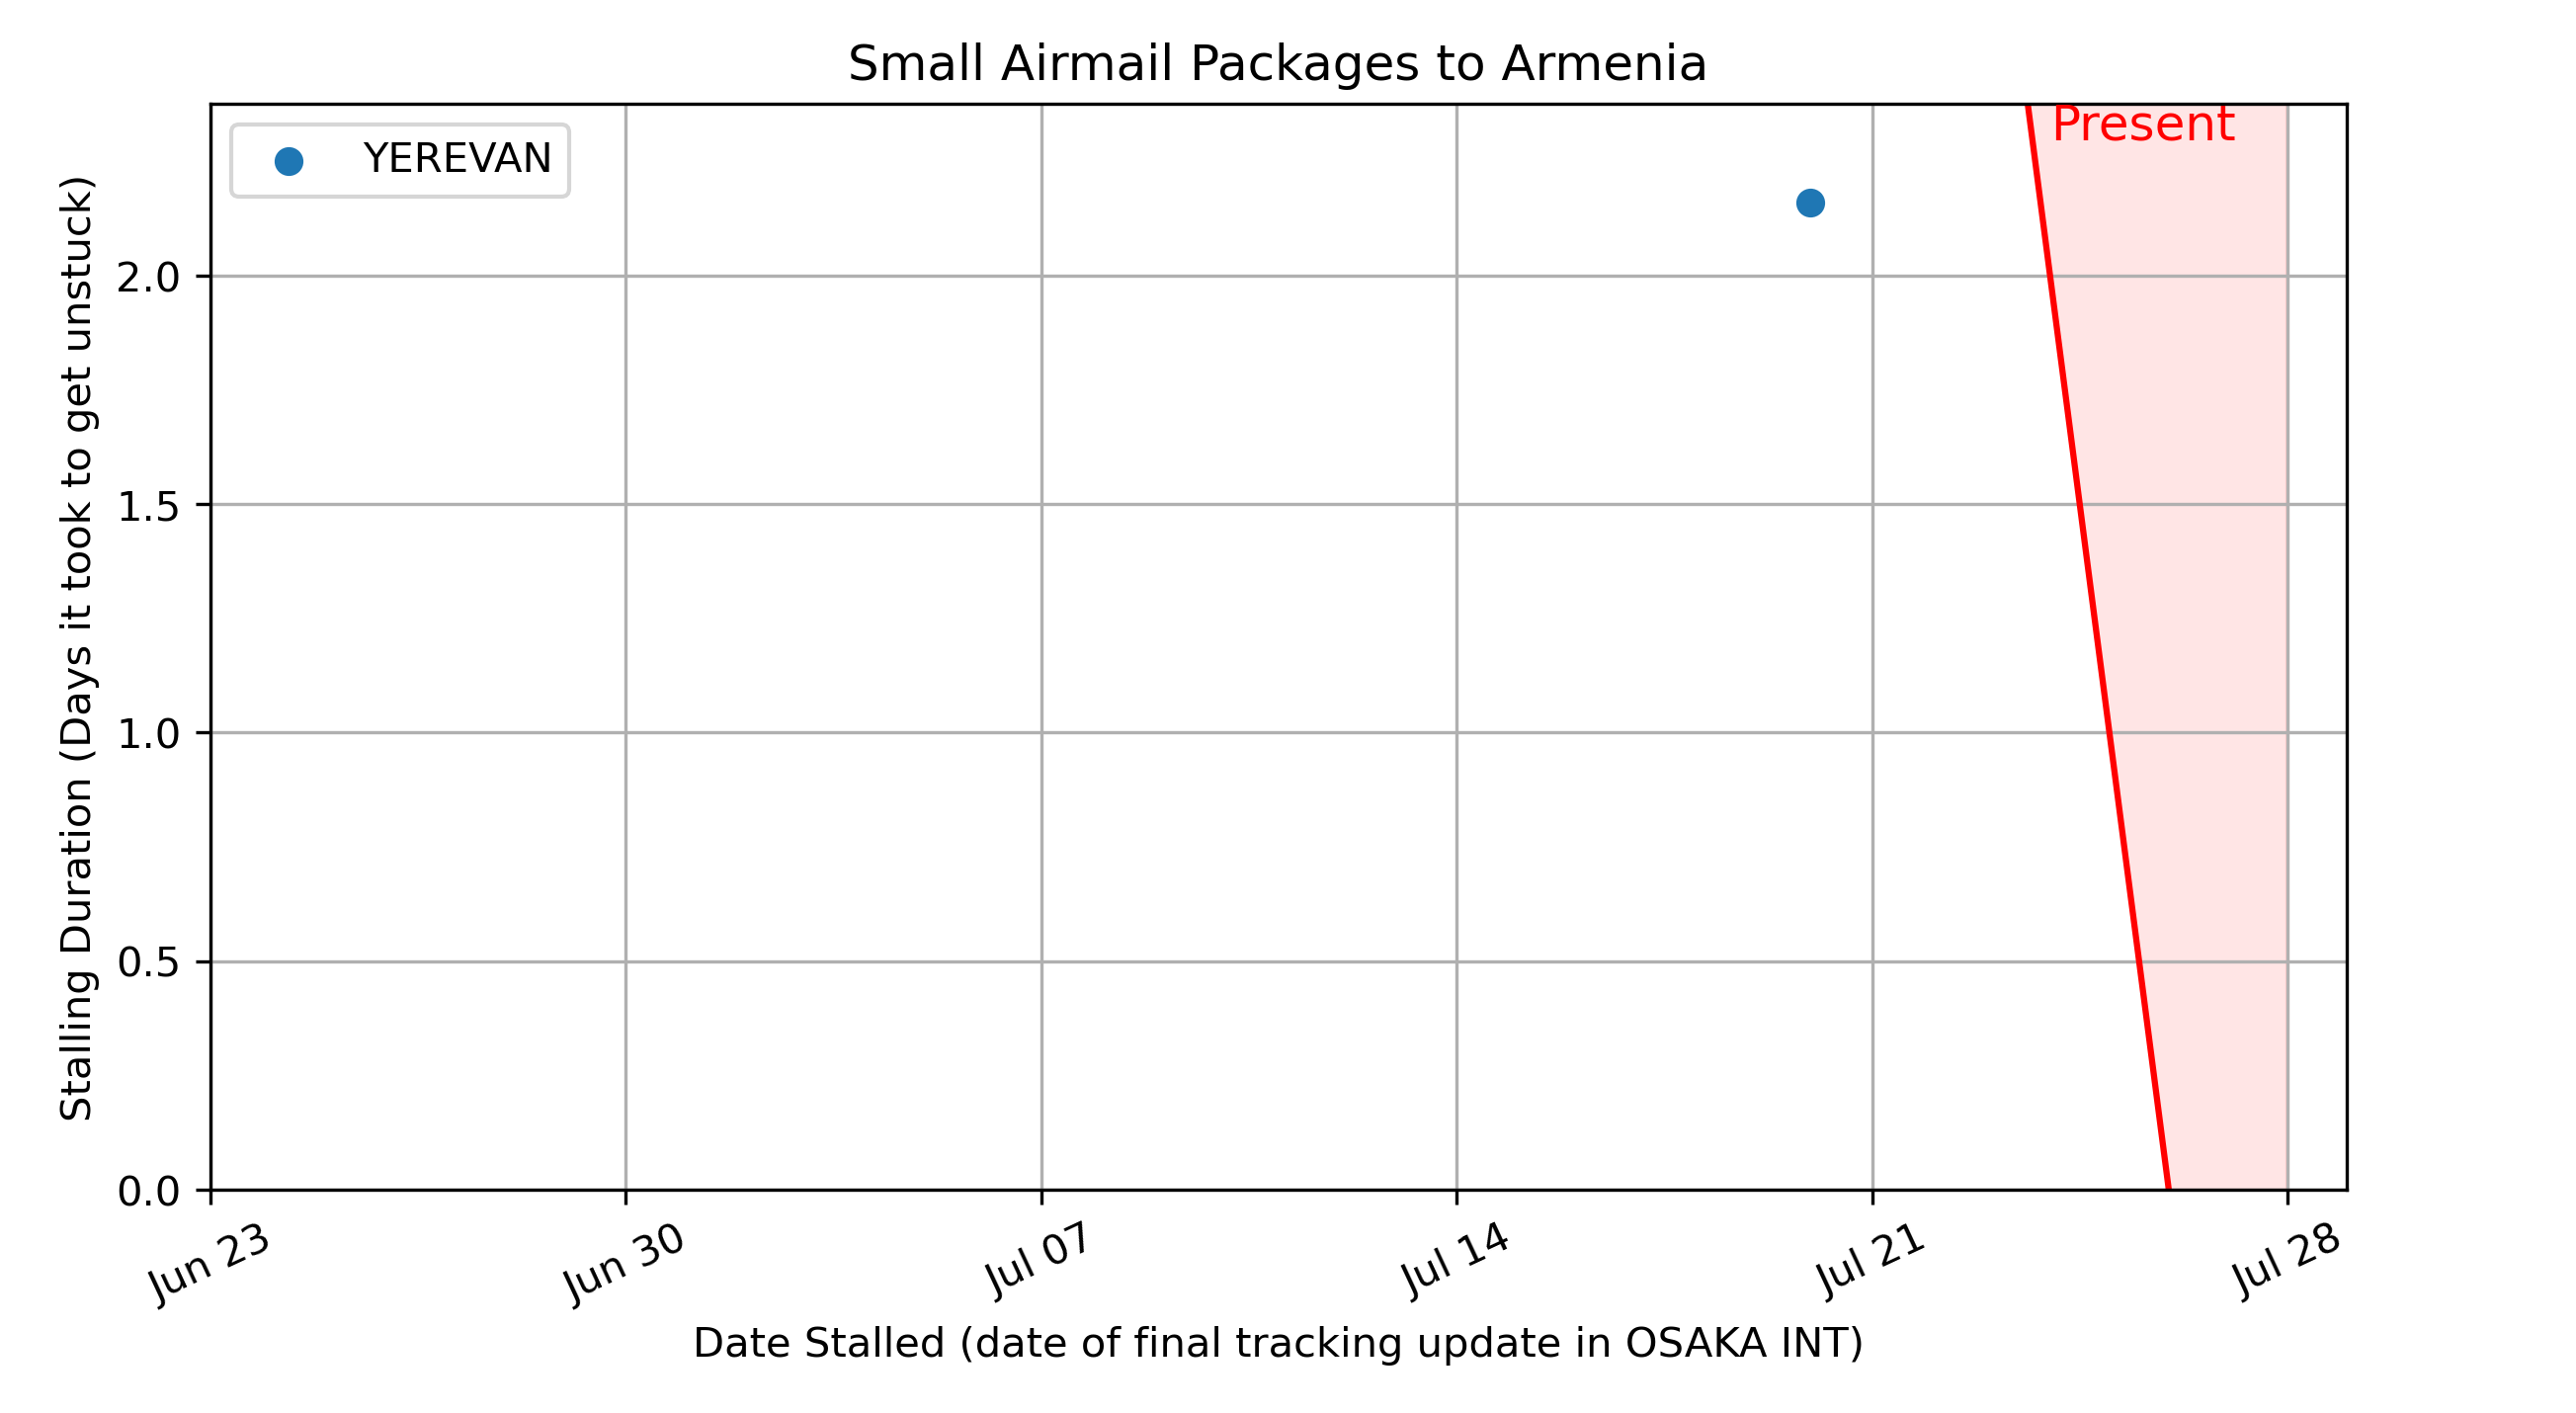 Small Airmail Packages to Armenia
YEREVAN
Present
Stalling Duration (Days it took to get unstuck)
2.0
1.5
1.0
0.5
0.0
Jun 23
Jun 30
Jul 07
Jul 14
Jul 21
Jul 28
Date Stalled (date of final tracking update in OSAKA INT)